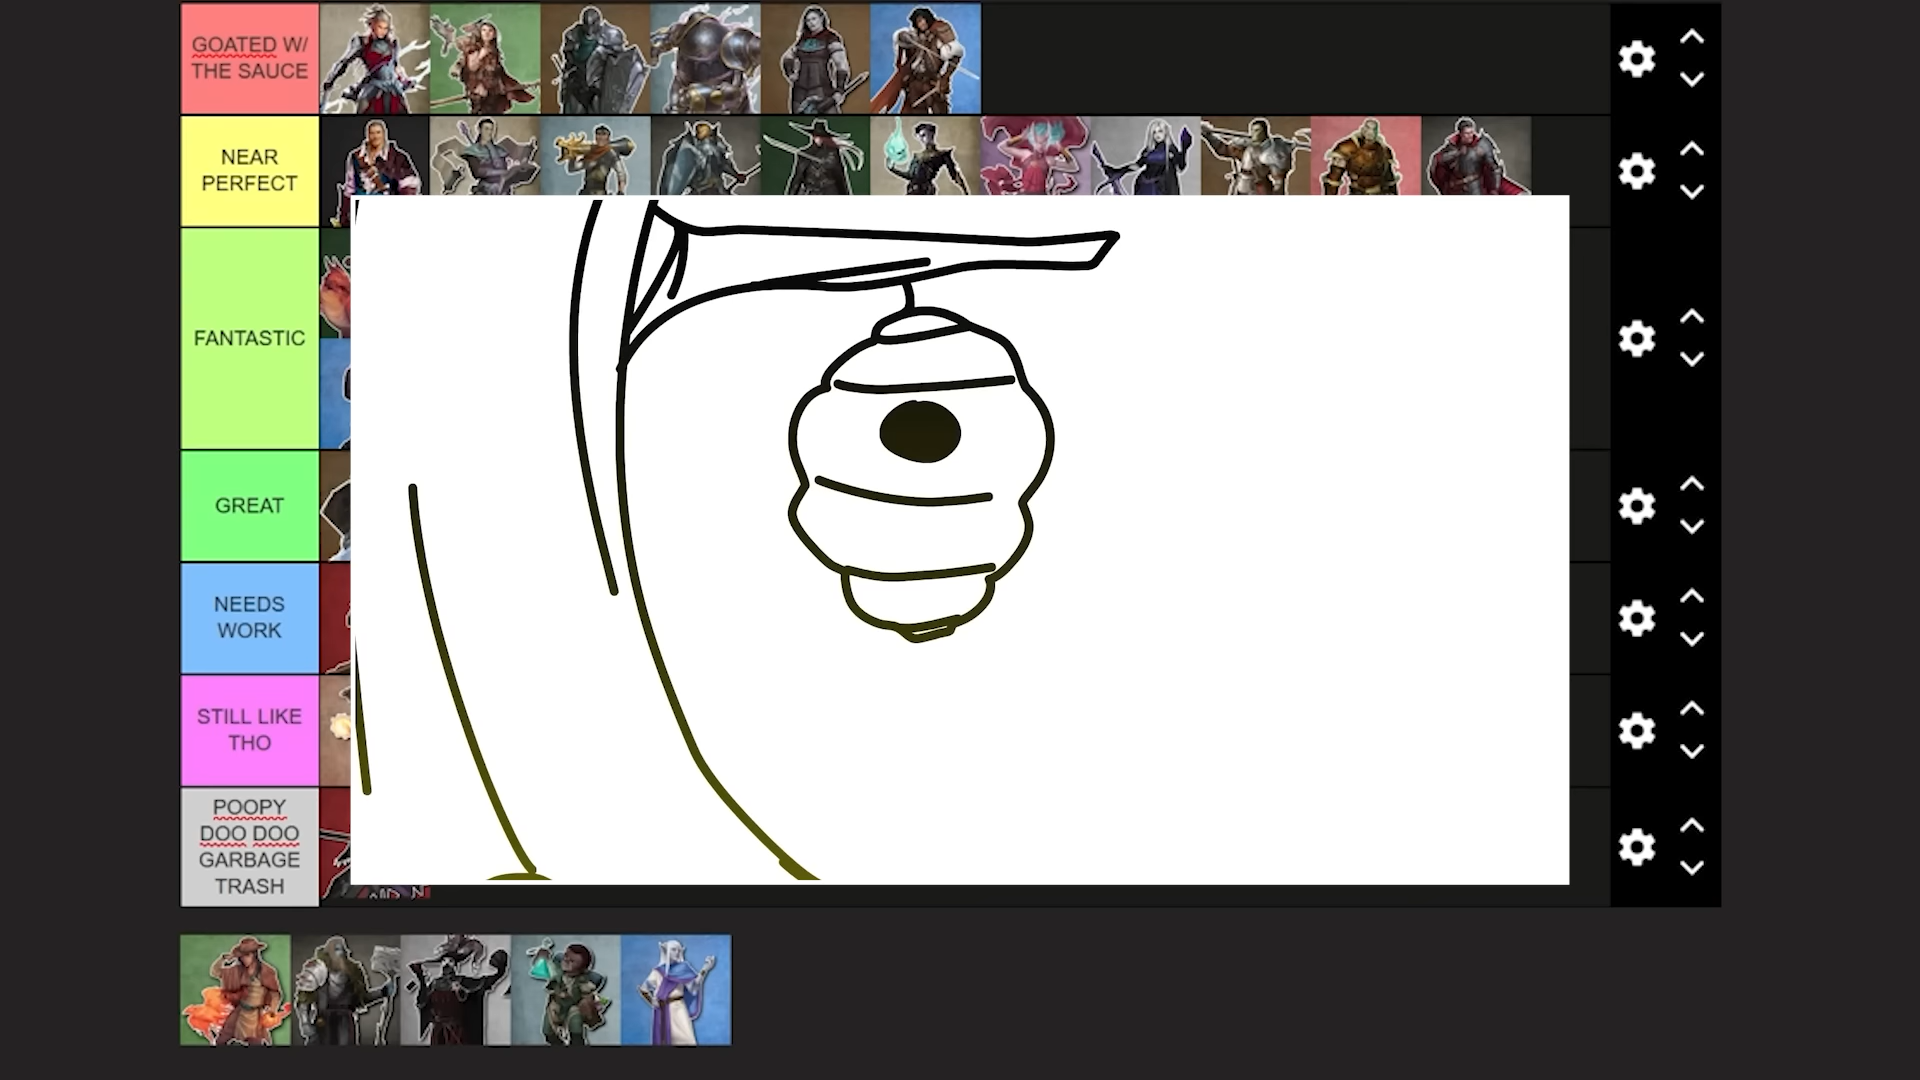 GOATED W/
THE SAUCE
NEAR
PERFECT
FANTASTIC
GREAT
NEEDS
WORK
STILL LIKE
THO
POOPY
DOO DOO
GARBAGE
TRASH